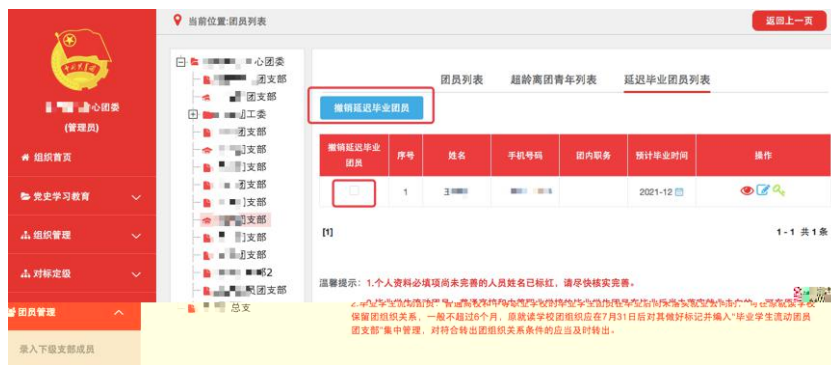 当前位置:团员列表
返回上一页
心团委
(管理员)
组织首页
党史学习教育
组织管理
对标定级
团员管理
录入下级支部成员
心团委
团支部
团支部
工委
团支部
支部
支部
团支部
支部
支部
支部
支部
2
团支部
总支
团员列表 超龄离团青年列表 延迟毕业团员列表
撤销延迟毕业团员
撤销延迟毕业团员 序号 姓名 手机号码 团内职务 预计毕业时间 操作
1 2021-12
[1] 1-1 共1条
温馨提示：1.个人资料必填项尚未完善的人员姓名已标红，请尽快核实完善。
保留团组织关系，一般不超过6个月，原就读学校团组织应在7月31日后对其做好标记并编入"毕业学生流动团员
团支部"集中管理，对符合转出团组织关系条件的应当及时转出。